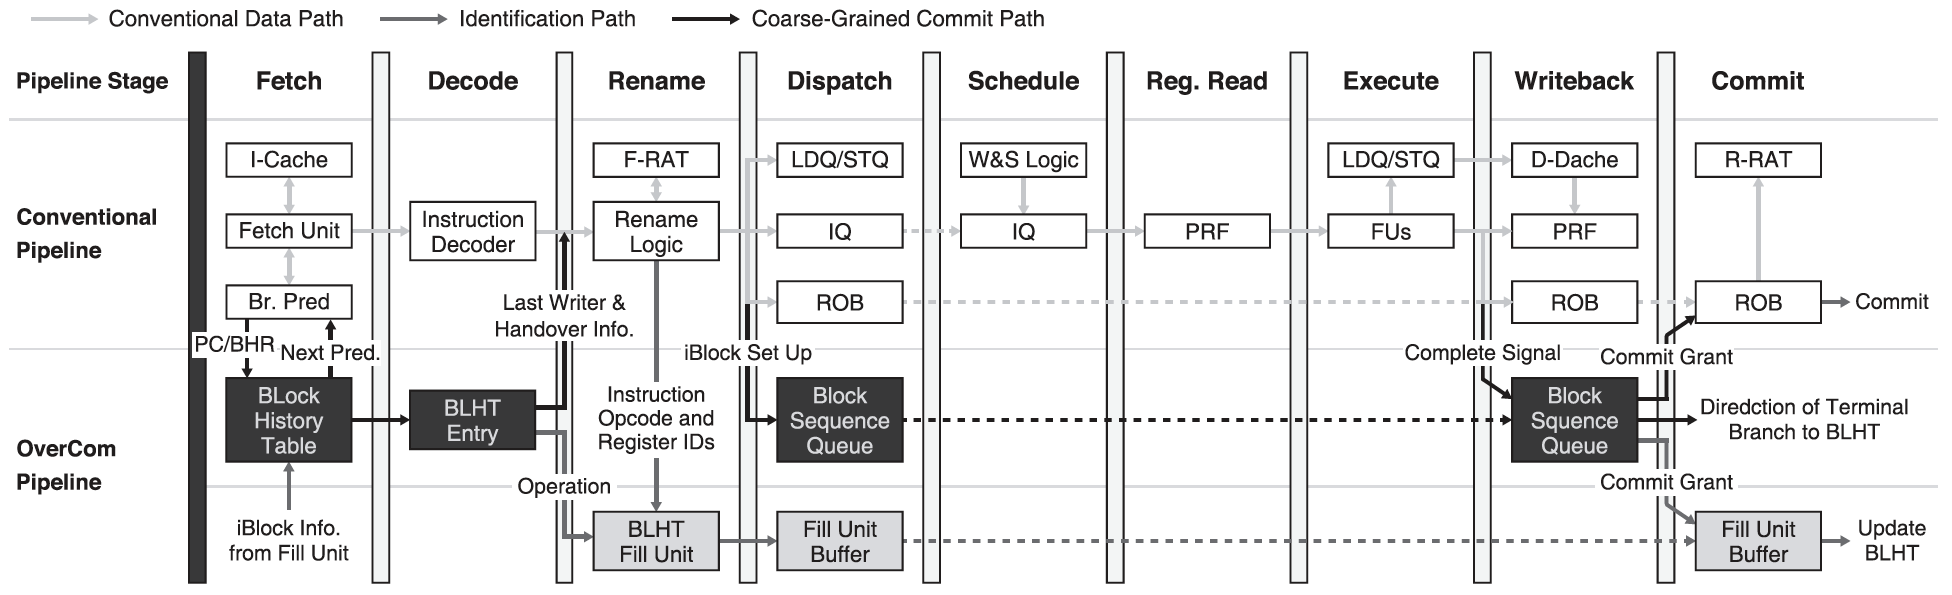 Conventional Data Path
Identification Path
Coarse-Grained Commit Path
Pipeline Stage
Fetch
Decode
Rename
Dispatch
Schedule
Reg. Read
Execute
Writeback
Commit
Conventional
Pipeline
I-Cache
F-RAT
LDQ/STQ
W&S Logic
LDQ/STQ
D-Dache
R-RAT
Fetch Unit
Instruction
Decoder
Rename
Logic
IQ
IQ
PRF
FUs
PRF
Br. Pred
Last Writer &
Handover Info.
ROB
ROB
ROB
Commit
PC/BHR
Next Pred.
iBlock Set Up
Complete Signal
Commit Grant
OverCom
Pipeline
BLock
History
Table
BLHT
Entry
Instruction
Opcode and
Register IDs
Block
Sequence
Queue
Block
Squence
Queue
Diredction of Terminal
Branch to BLHT
Operation
Commit Grant
iBlock Info.
from Fill Unit
BLHT
Fill Unit
Fill Unit
Buffer
Fill Unit
Buffer
Update
BLHT